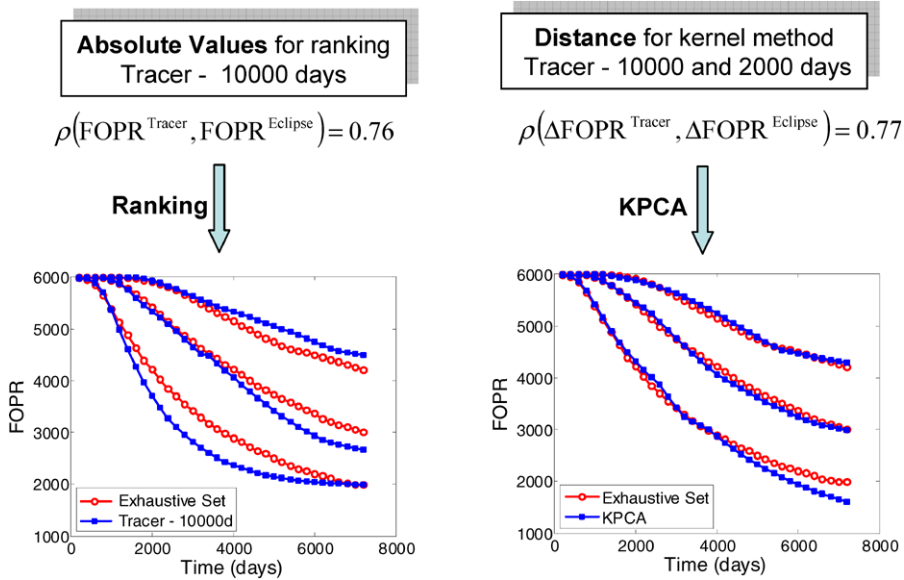 Absolute Values for ranking
Tracer - 10000 days
ρ(FOPR^Tracer, FOPR^Eclipse) = 0.76
Ranking
6000
5000
4000
3000
2000
1000
FOPR
0
2000
4000
6000
8000
Time (days)
Exhaustive Set
Tracer - 10000d
Distance for kernel method
Tracer - 10000 and 2000 days
ρ(ΔFOPR^Tracer, ΔFOPR^Eclipse) = 0.77
KPCA
6000
5000
4000
3000
2000
1000
FOPR
0
2000
4000
6000
8000
Time (days)
Exhaustive Set
KPCA